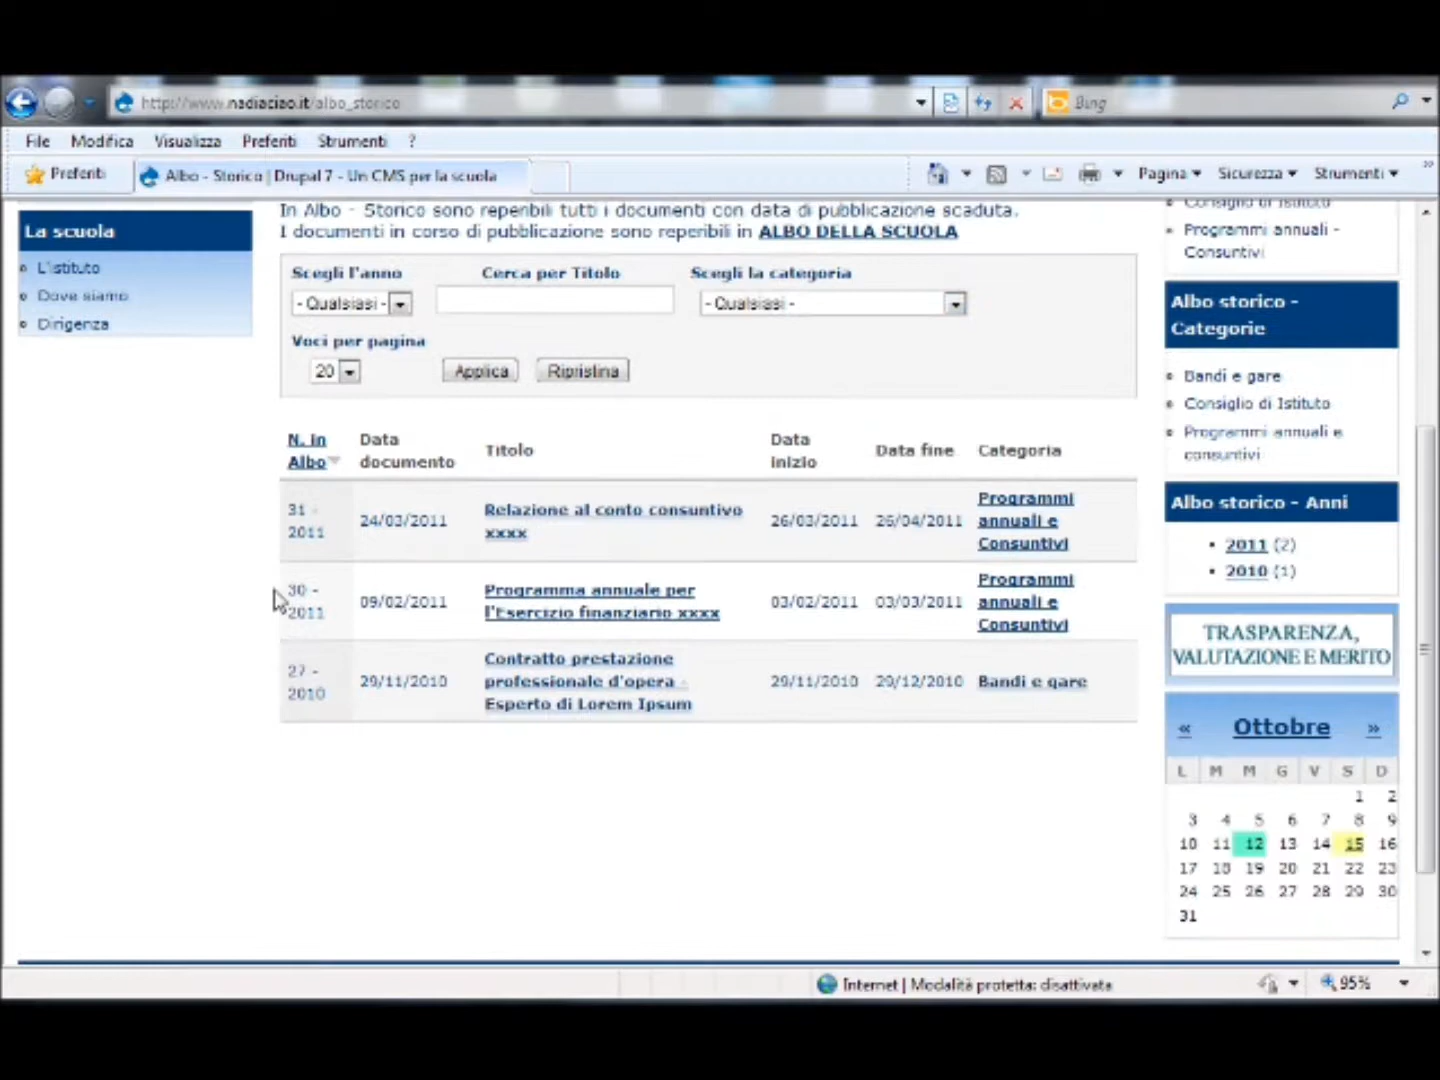 http://www.nadiaciao.it/albo_storico
Bing
File Modifica Visualizza Preferiti Strumenti ?
Preferiti
Albo - Storico | Drupal 7 - Un CMS per la scuola
Pagina Sicurezza Strumenti
La scuola
L'istituto
Dove siamo
Dirigenza
In Albo - Storico sono reperibili tutti i documenti con data di pubblicazione scaduta.
I documenti in corso di pubblicazione sono reperibili in ALBO DELLA SCUOLA
Scegli l'anno
Cerca per Titolo
Scegli la categoria
- Qualsiasi -
- Qualsiasi -
Voci per pagina
20
Applica
Ripristina
N. in
Albo
Data
documento
Titolo
Data
inizio
Data fine
Categoria
31 -
2011
24/03/2011
Relazione al conto consuntivo
xxxx
26/03/2011
26/04/2011
Programmi
annuali e
Consuntivi
30 -
2011
09/02/2011
Programma annuale per
l'Esercizio finanziario xxxx
03/02/2011
03/03/2011
Programmi
annuali e
Consuntivi
27 -
2010
29/11/2010
Contratto prestazione
professionale d'opera -
Esperto di Lorem Ipsum
29/11/2010
29/12/2010
Bandi e gare
Consiglio di Istituto
Programmi annuali -
Consuntivi
Albo storico -
Categorie
Bandi e gare
Consiglio di Istituto
Programmi annuali e
consuntivi
Albo storico - Anni
2011 (2)
2010 (1)
TRASPARENZA,
VALUTAZIONE E MERITO
« Ottobre »
L M M G V S D
1 2
3 4 5 6 7 8 9
10 11 12 13 14 15 16
17 18 19 20 21 22 23
24 25 26 27 28 29 30
31
Internet | Modalità protetta: disattivata
95%